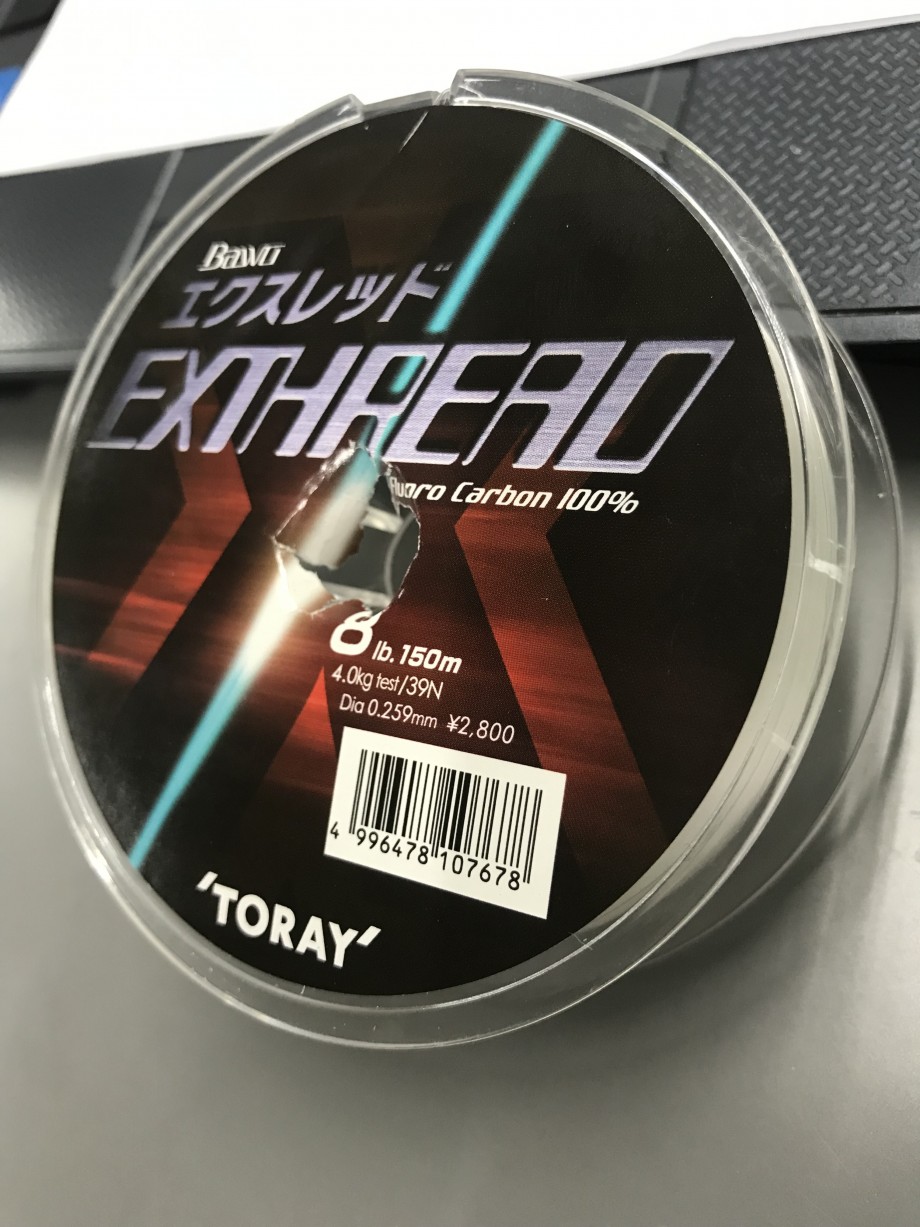 BAWO
エクスレッド
EXTHREAD
Fluoro Carbon 100%
8 lb. 150m
4.0kg test/39N
Dia 0.259mm ¥2,800
4 996478 107678
'TORAY'